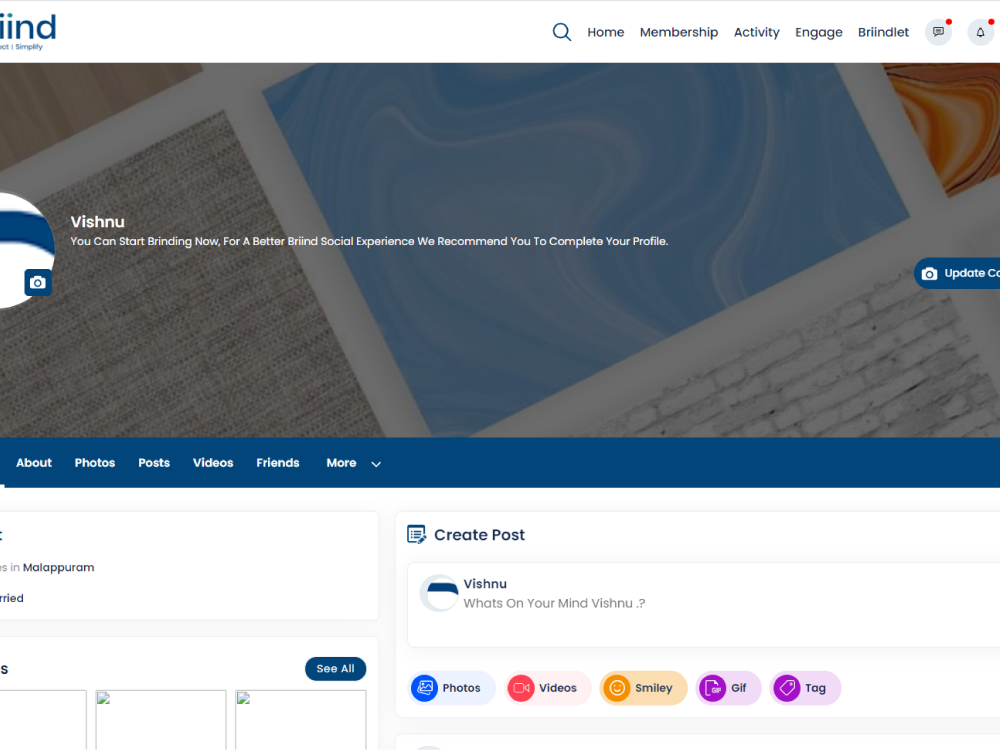 iind
ect | Simplify
Home Membership Activity Engage Briindlet
Vishnu
You Can Start Brinding Now, For A Better Briind Social Experience We Recommend You To Complete Your Profile.
Update Co
About Photos Posts Videos Friends More
t
es in Malappuram
rried
s
See All
Create Post
Vishnu
Whats On Your Mind Vishnu .?
Photos Videos Smiley Gif Tag